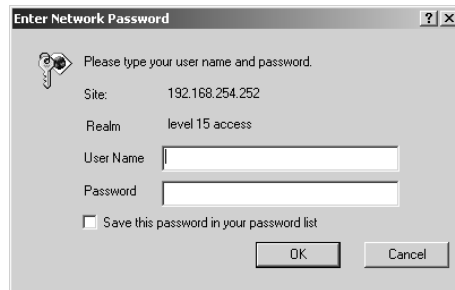 Enter Network Password
? X
Please type your user name and password.
Site: 192.168.254.252
Realm level 15 access
User Name
Password
Save this password in your password list
OK Cancel